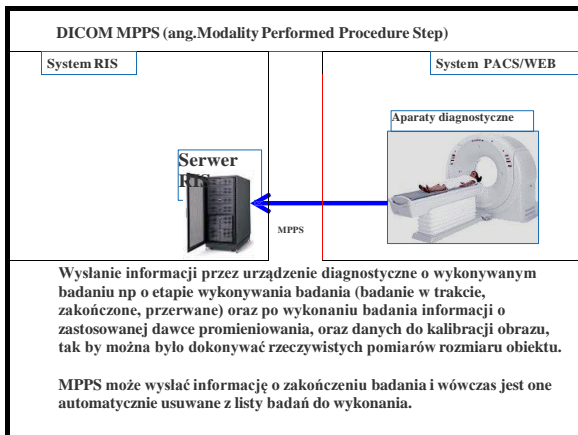 DICOM MPPS (ang.Modality Performed Procedure Step)
System RIS
System PACS/WEB
Aparaty diagnostyczne
Serwer
RIS
MPPS
Wysłanie informacji przez urządzenie diagnostyczne o wykonywanym
badaniu np o etapie wykonywania badania (badanie w trakcie,
zakończone, przerwane) oraz po wykonaniu badania informacji o
zastosowanej dawce promieniowania, oraz danych do kalibracji obrazu,
tak by można było dokonywać rzeczywistych pomiarów rozmiaru obiektu.
MPPS może wysłać informację o zakończeniu badania i wówczas jest one
automatycznie usuwane z listy badań do wykonania.